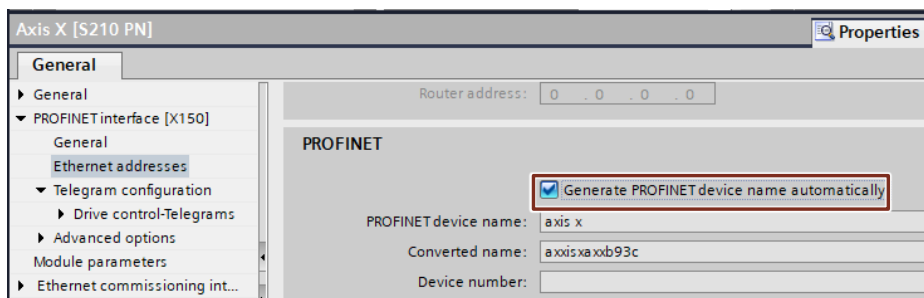 Axis X [S210 PN]
Properties
General
General
PROFINET interface [X150]
General
Ethernet addresses
Telegram configuration
Drive control-Telegrams
Advanced options
Module parameters
Ethernet commissioning int...
Router address: 0 . 0 . 0 . 0
PROFINET
Generate PROFINET device name automatically
PROFINET device name: axis x
Converted name: axxisxaxxb93c
Device number: